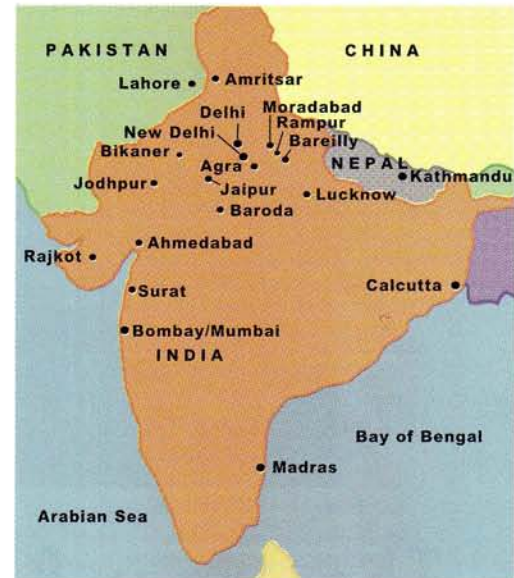 PAKISTAN
CHINA
Lahore
Amritsar
Delhi
Moradabad
Rampur
New Delhi
Bareilly
Bikaner
Agra
NEPAL
Kathmandu
Jodhpur
Jaipur
Lucknow
Baroda
Ahmedabad
Rajkot
Surat
Calcutta
Bombay/Mumbai
INDIA
Bay of Bengal
Madras
Arabian Sea